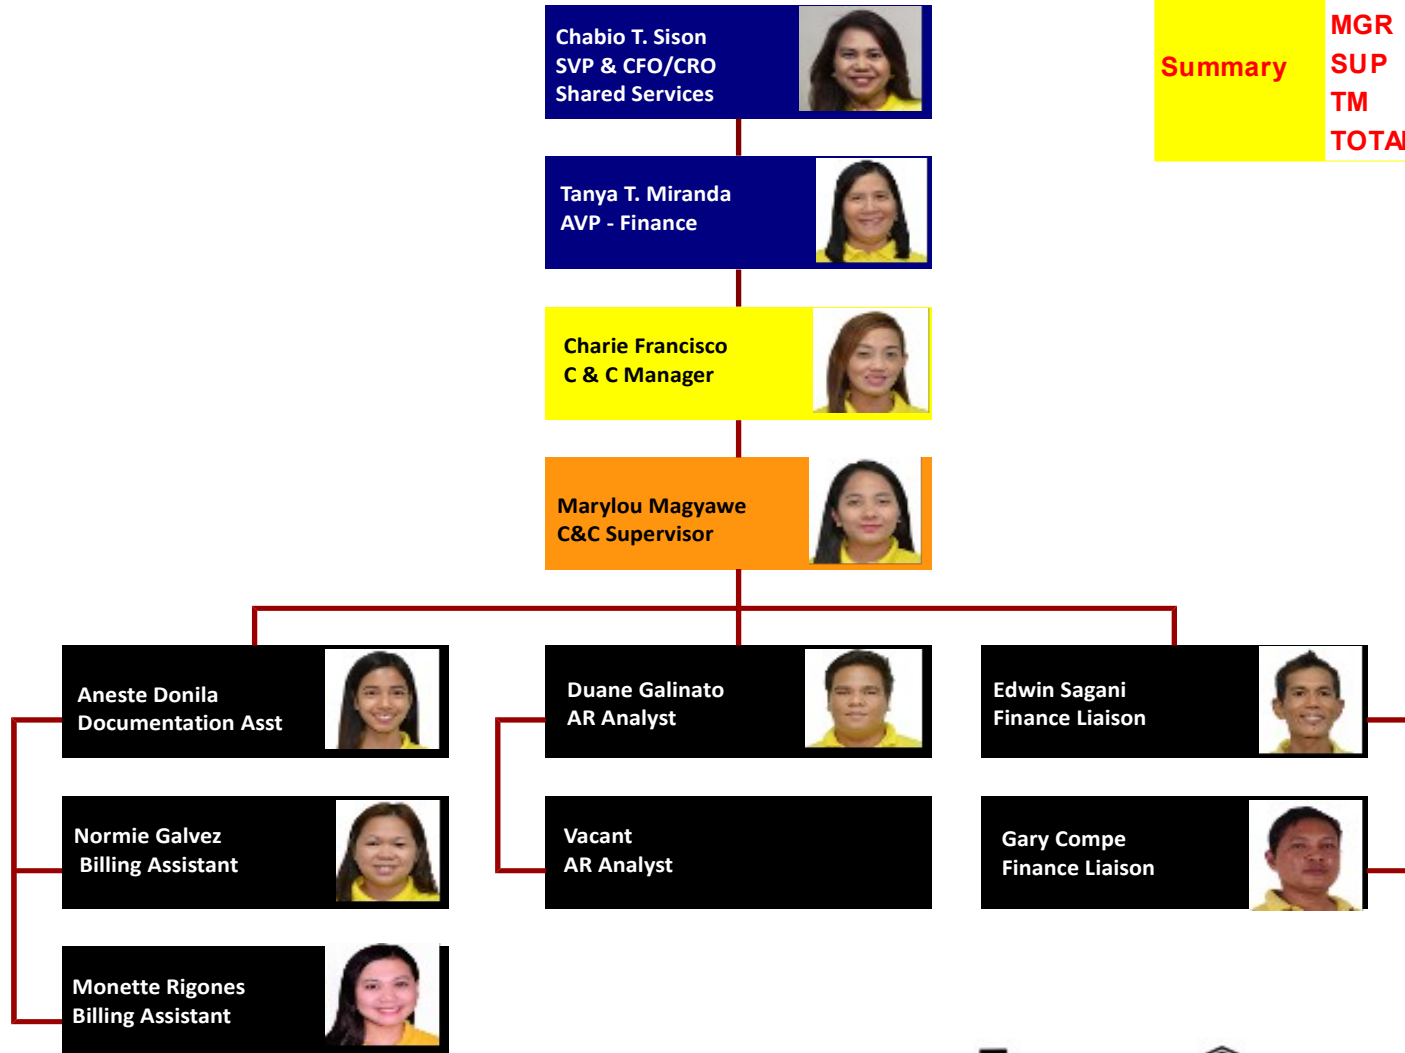 Chabio T. Sison
SVP & CFO/CRO
Shared Services
Summary
MGR
SUP
TM
TOTAL
Tanya T. Miranda
AVP - Finance
Charie Francisco
C & C Manager
Marylou Magyawe
C&C Supervisor
Aneste Donila
Documentation Asst
Duane Galinato
AR Analyst
Edwin Sagani
Finance Liaison
Normie Galvez
Billing Assistant
Vacant
AR Analyst
Gary Compe
Finance Liaison
Monette Rigones
Billing Assistant